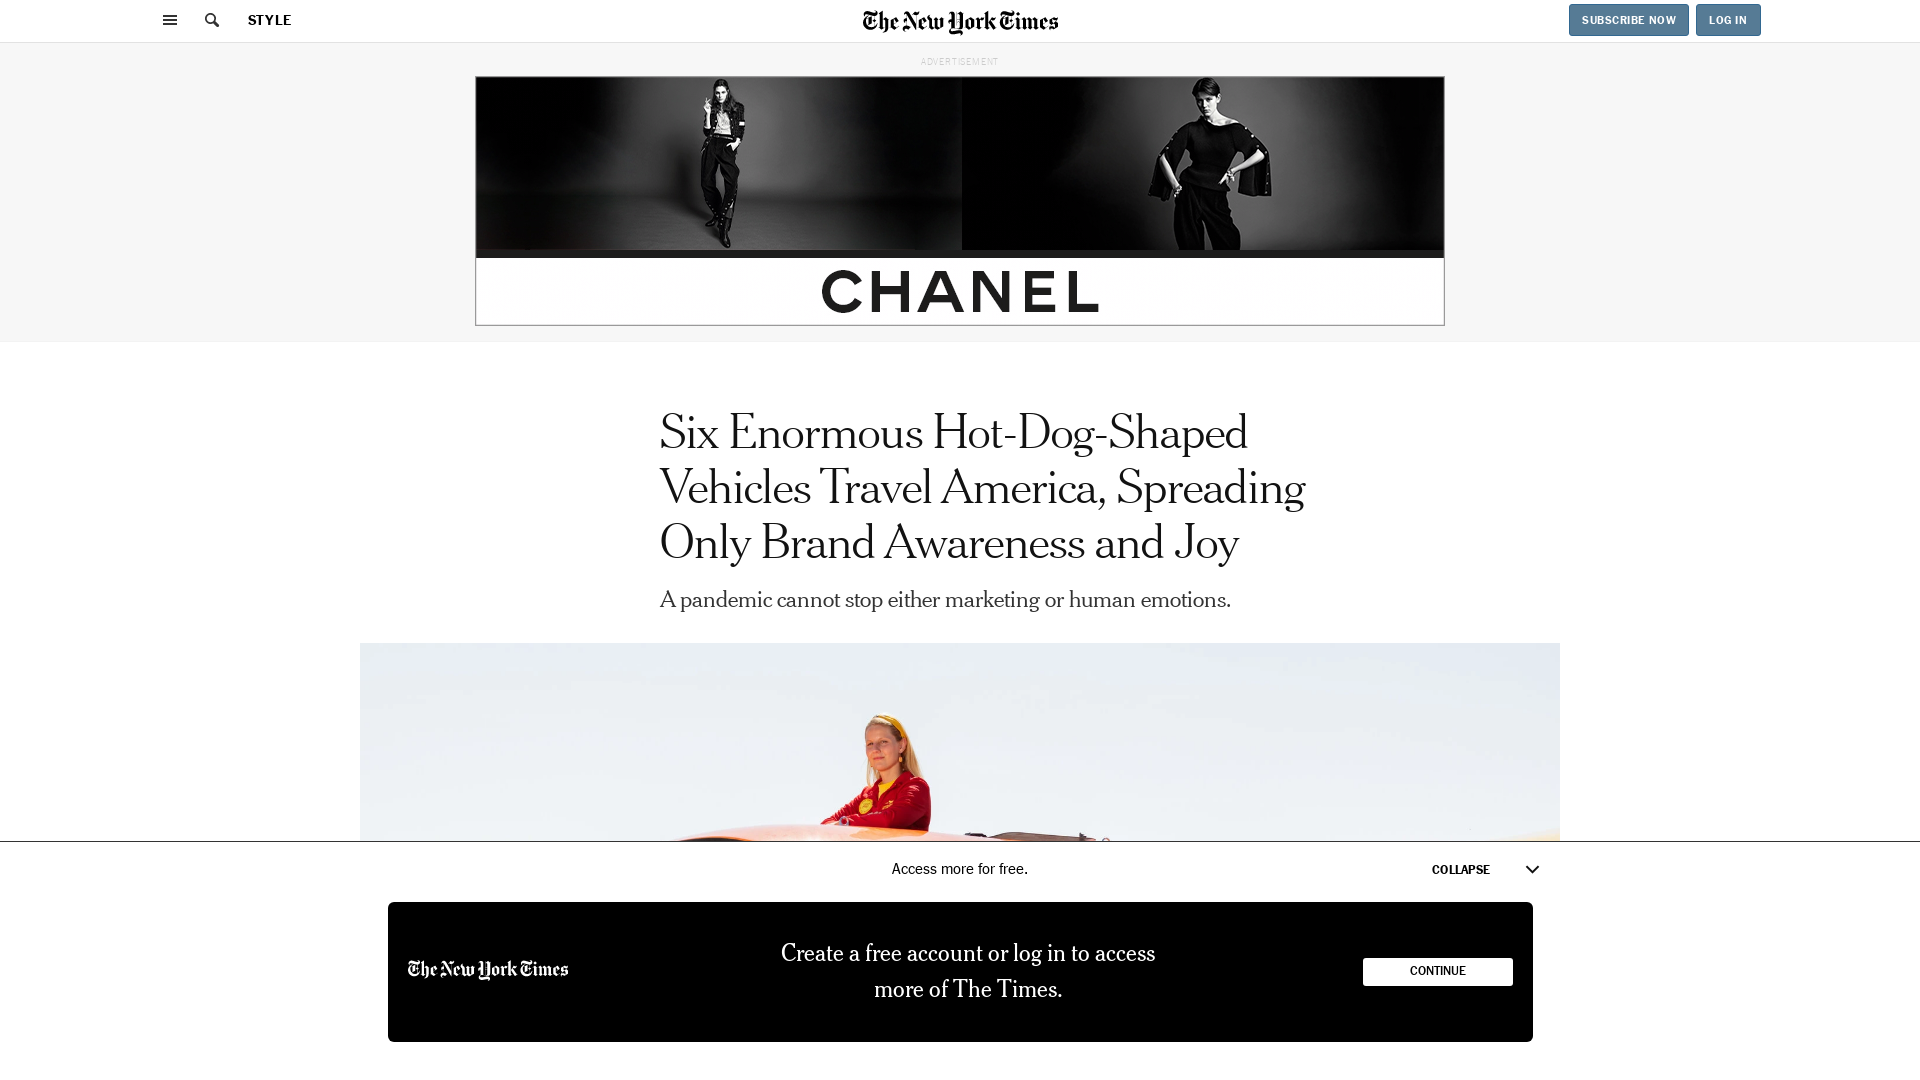 STYLE
The New York Times
SUBSCRIBE NOW
LOG IN
ADVERTISEMENT
CHANEL
Six Enormous Hot-Dog-Shaped
Vehicles Travel America, Spreading
Only Brand Awareness and Joy
A pandemic cannot stop either marketing or human emotions.
Access more for free.
COLLAPSE
The New York Times
Create a free account or log in to access
more of The Times.
CONTINUE